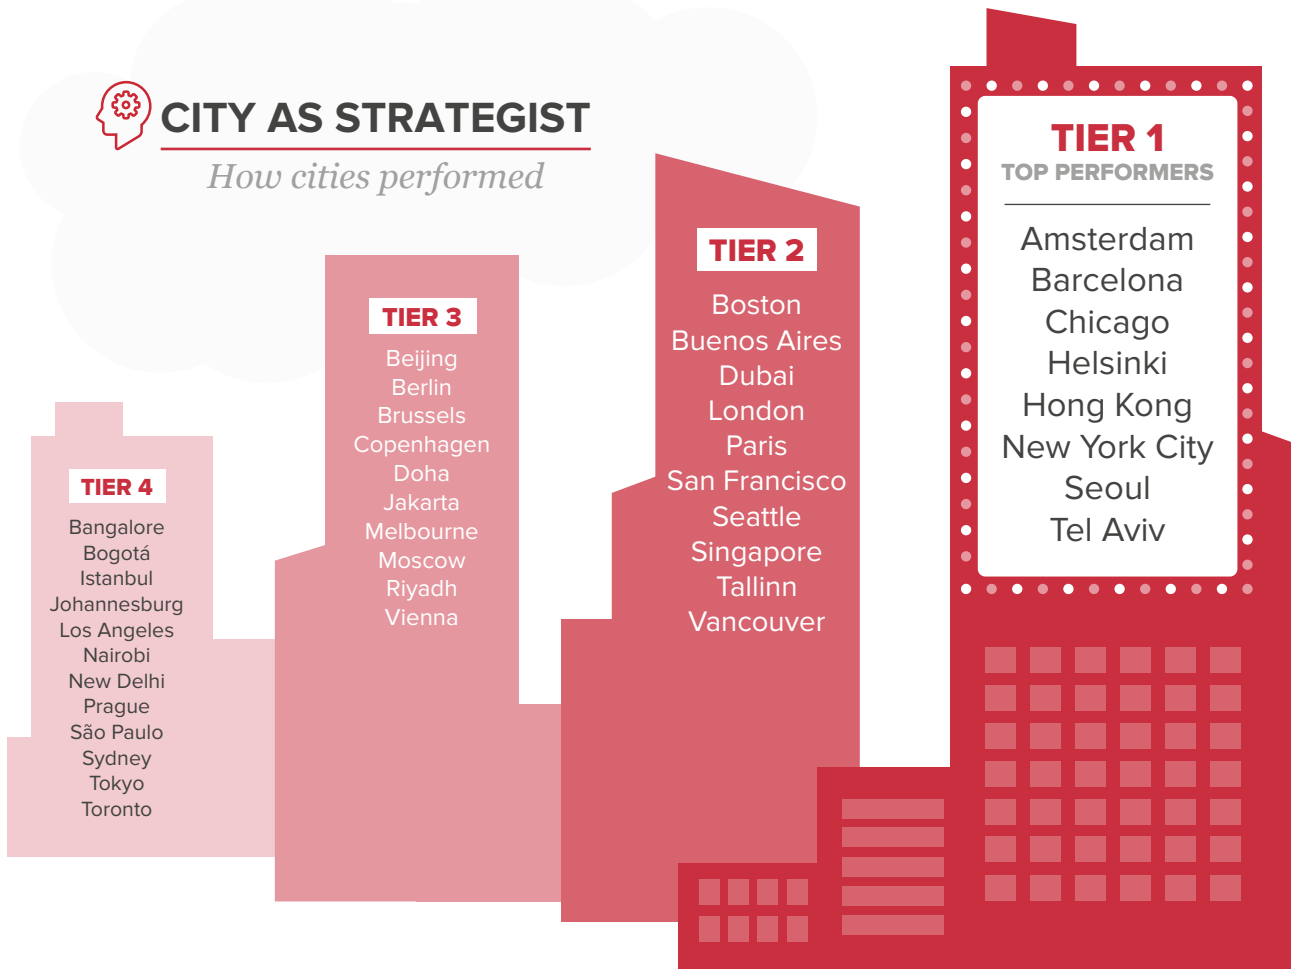 CITY AS STRATEGIST
How cities performed
TIER 1
TOP PERFORMERS
Amsterdam
Barcelona
Chicago
Helsinki
Hong Kong
New York City
Seoul
Tel Aviv
TIER 2
Boston
Buenos Aires
Dubai
London
Paris
San Francisco
Seattle
Singapore
Tallinn
Vancouver
TIER 3
Beijing
Berlin
Brussels
Copenhagen
Doha
Jakarta
Melbourne
Moscow
Riyadh
Vienna
TIER 4
Bangalore
Bogotá
Istanbul
Johannesburg
Los Angeles
Nairobi
New Delhi
Prague
São Paulo
Sydney
Tokyo
Toronto